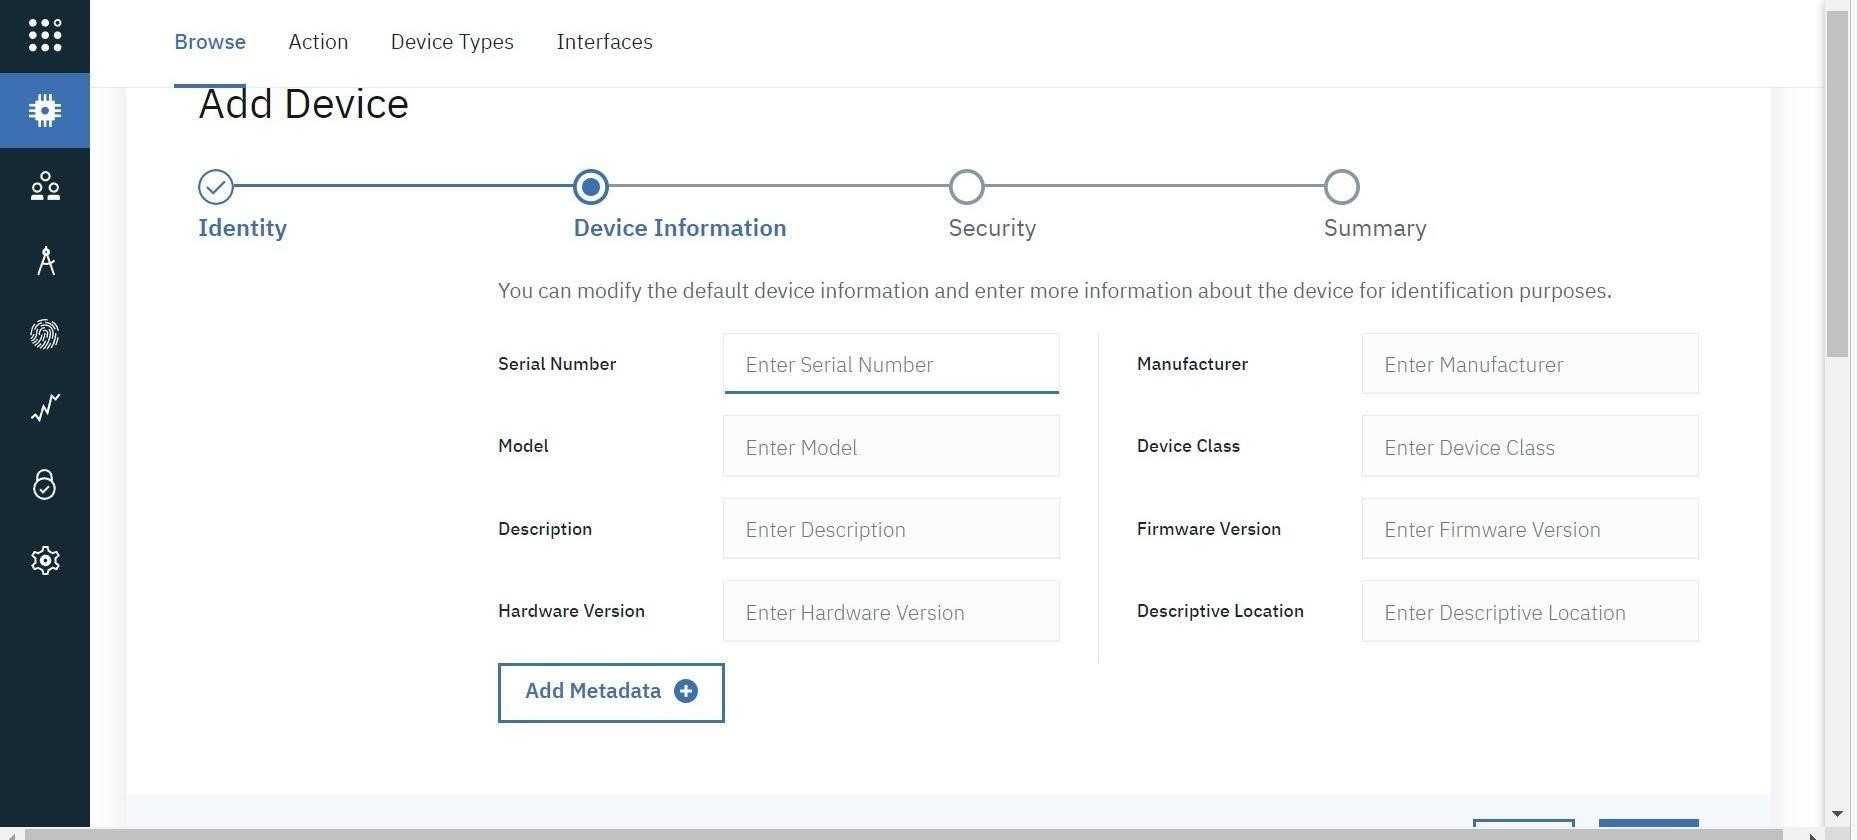 Browse Action Device Types Interfaces
Add Device
Identity Device Information Security Summary
You can modify the default device information and enter more information about the device for identification purposes.
Serial Number Enter Serial Number Manufacturer Enter Manufacturer
Model Enter Model Device Class Enter Device Class
Description Enter Description Firmware Version Enter Firmware Version
Hardware Version Enter Hardware Version Descriptive Location Enter Descriptive Location
Add Metadata